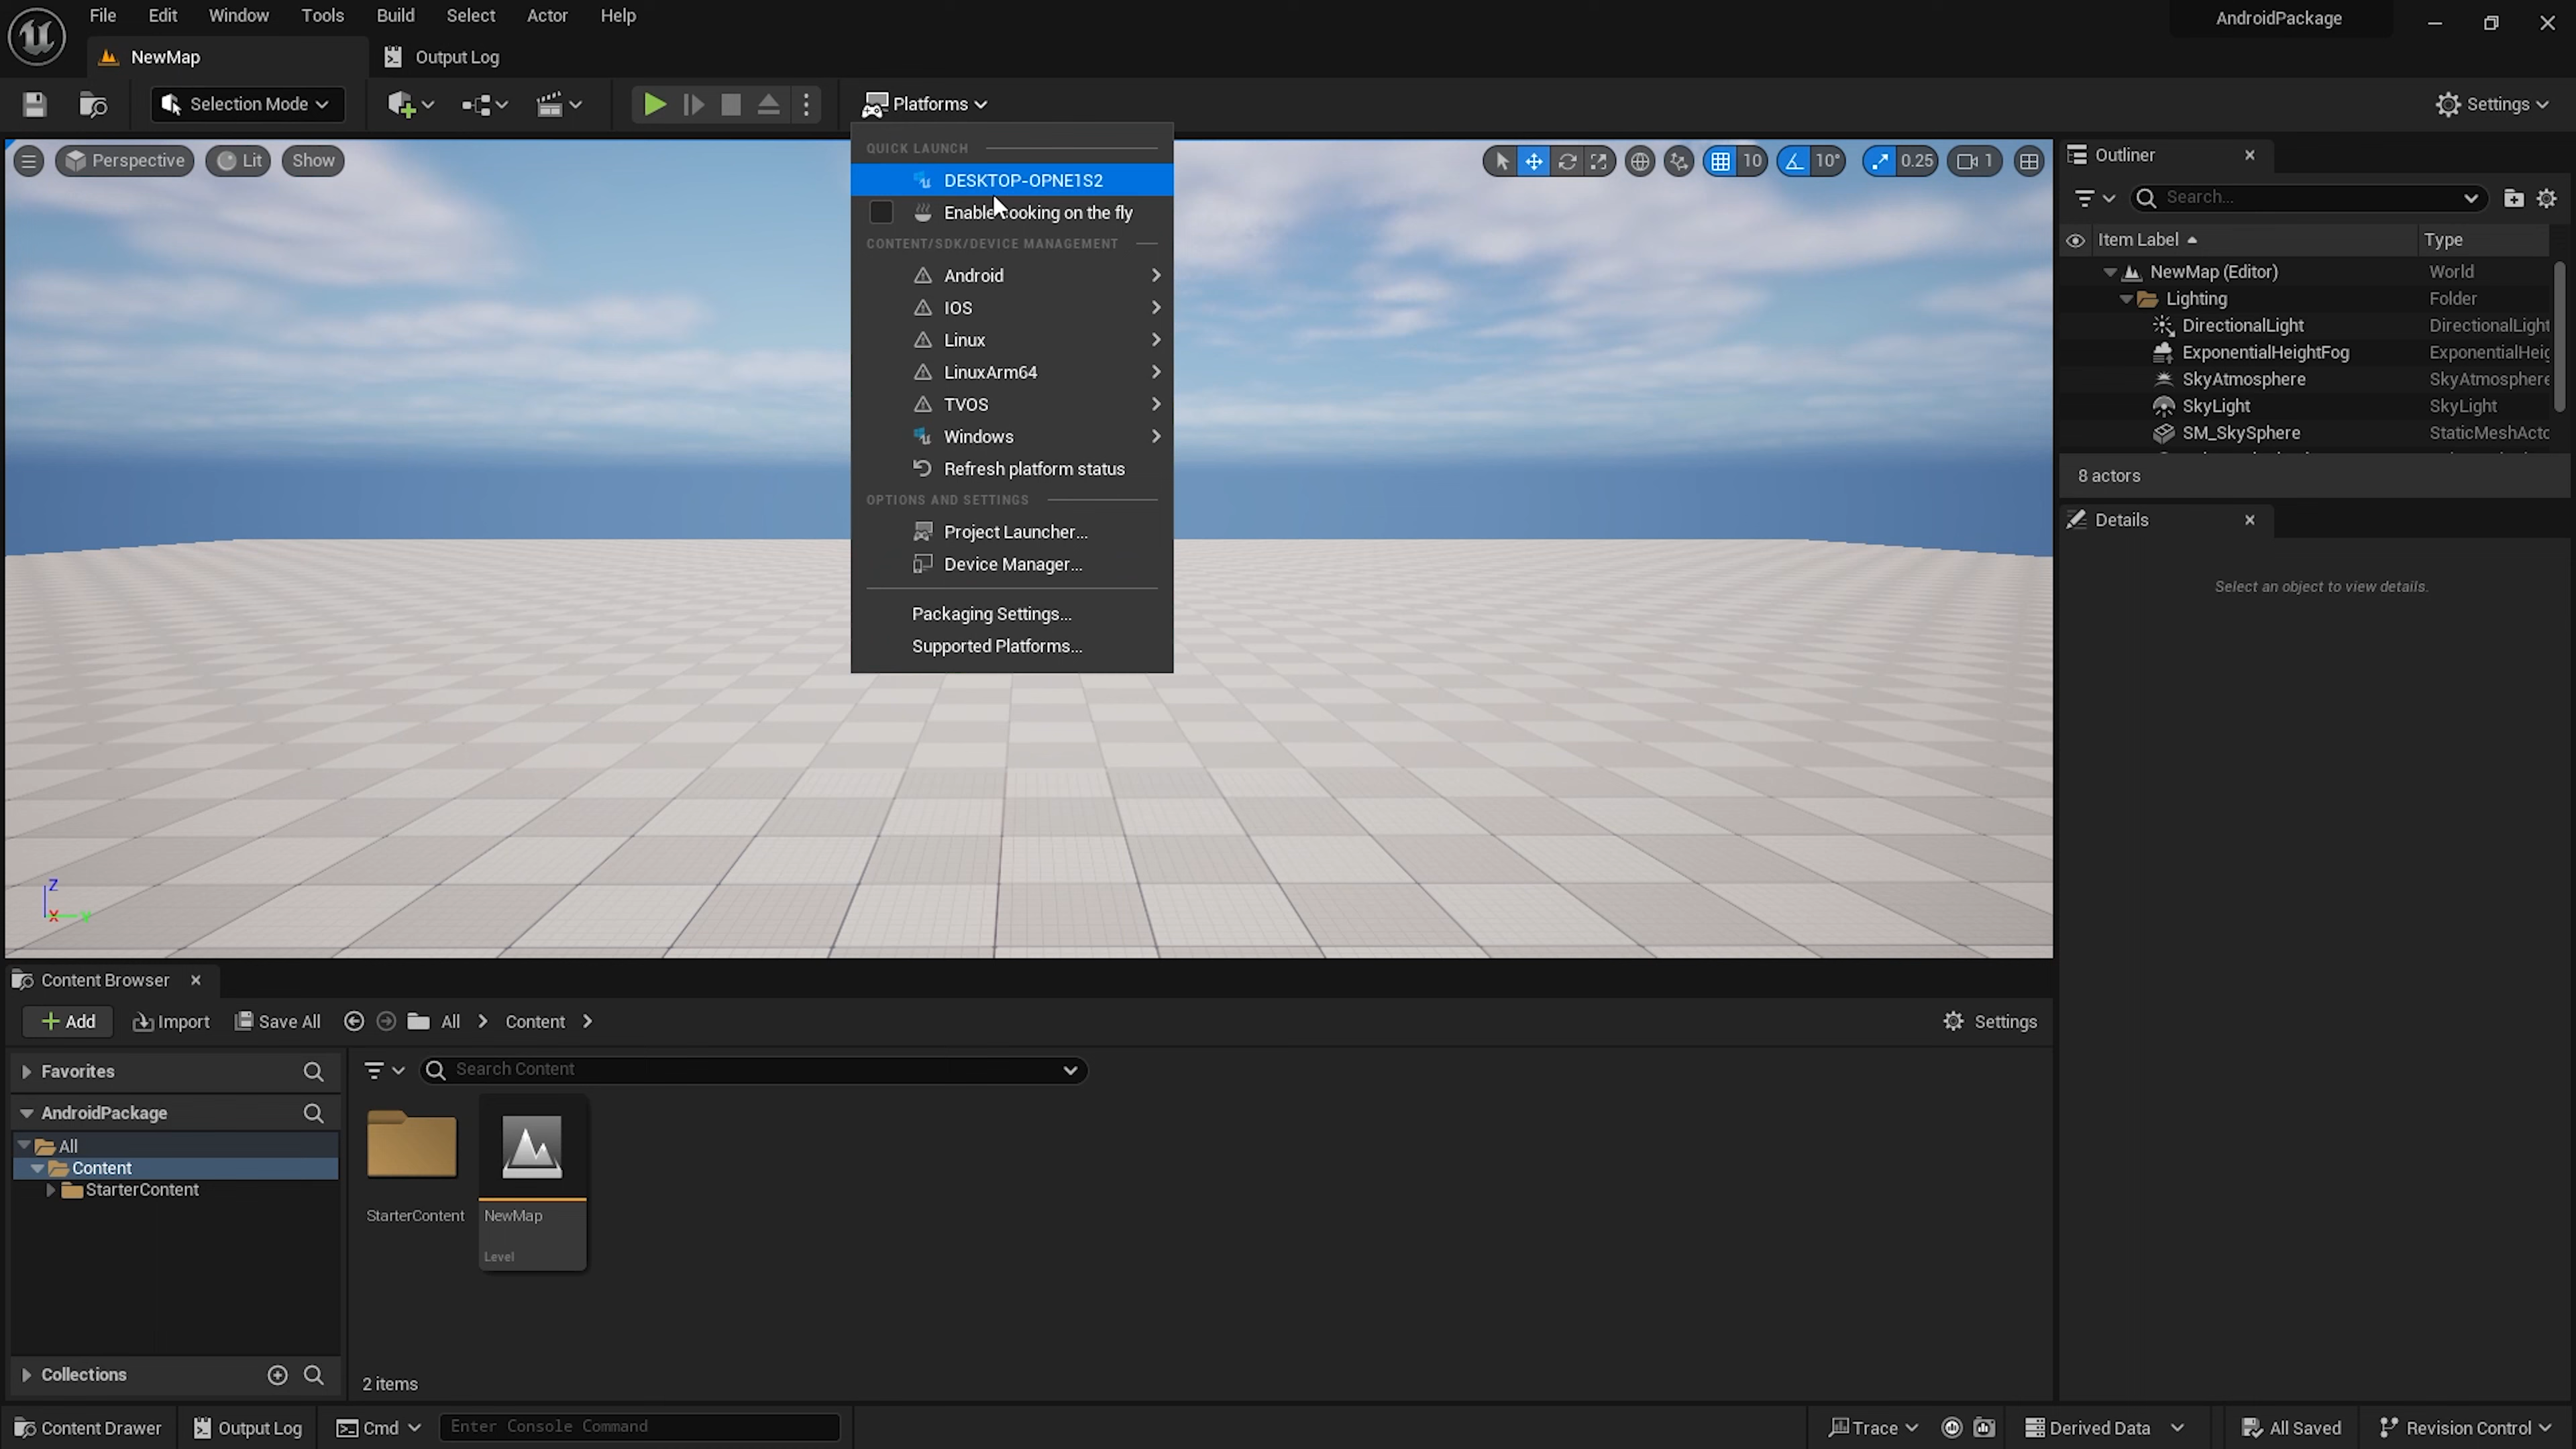 File Edit Window Tools Build Select Actor Help
AndroidPackage
NewMap
Output Log
Selection Mode
Platforms
Settings
Perspective
Lit
Show
10
10°
0.25
1
QUICK LAUNCH
DESKTOP-OPNE1S2
Enable cooking on the fly
CONTENT/SDK/DEVICE MANAGEMENT
Android
IOS
Linux
LinuxArm64
TVOS
Windows
Refresh platform status
OPTIONS AND SETTINGS
Project Launcher...
Device Manager...
Packaging Settings...
Supported Platforms...
Z
X
Y
Outliner
Search...
Item Label Type
NewMap (Editor) World
Lighting Folder
DirectionalLight DirectionalLight
ExponentialHeightFog ExponentialHeig
SkyAtmosphere SkyAtmosphere
SkyLight SkyLight
SM_SkySphere StaticMeshActo
8 actors
Details
Select an object to view details.
Content Browser
Add Import Save All All Content
Settings
Favorites
Search Content
AndroidPackage
All
Content
StarterContent
StarterContent
NewMap
Level
Collections
2 items
Content Drawer Output Log Cmd Enter Console Command
Trace Derived Data All Saved Revision Control